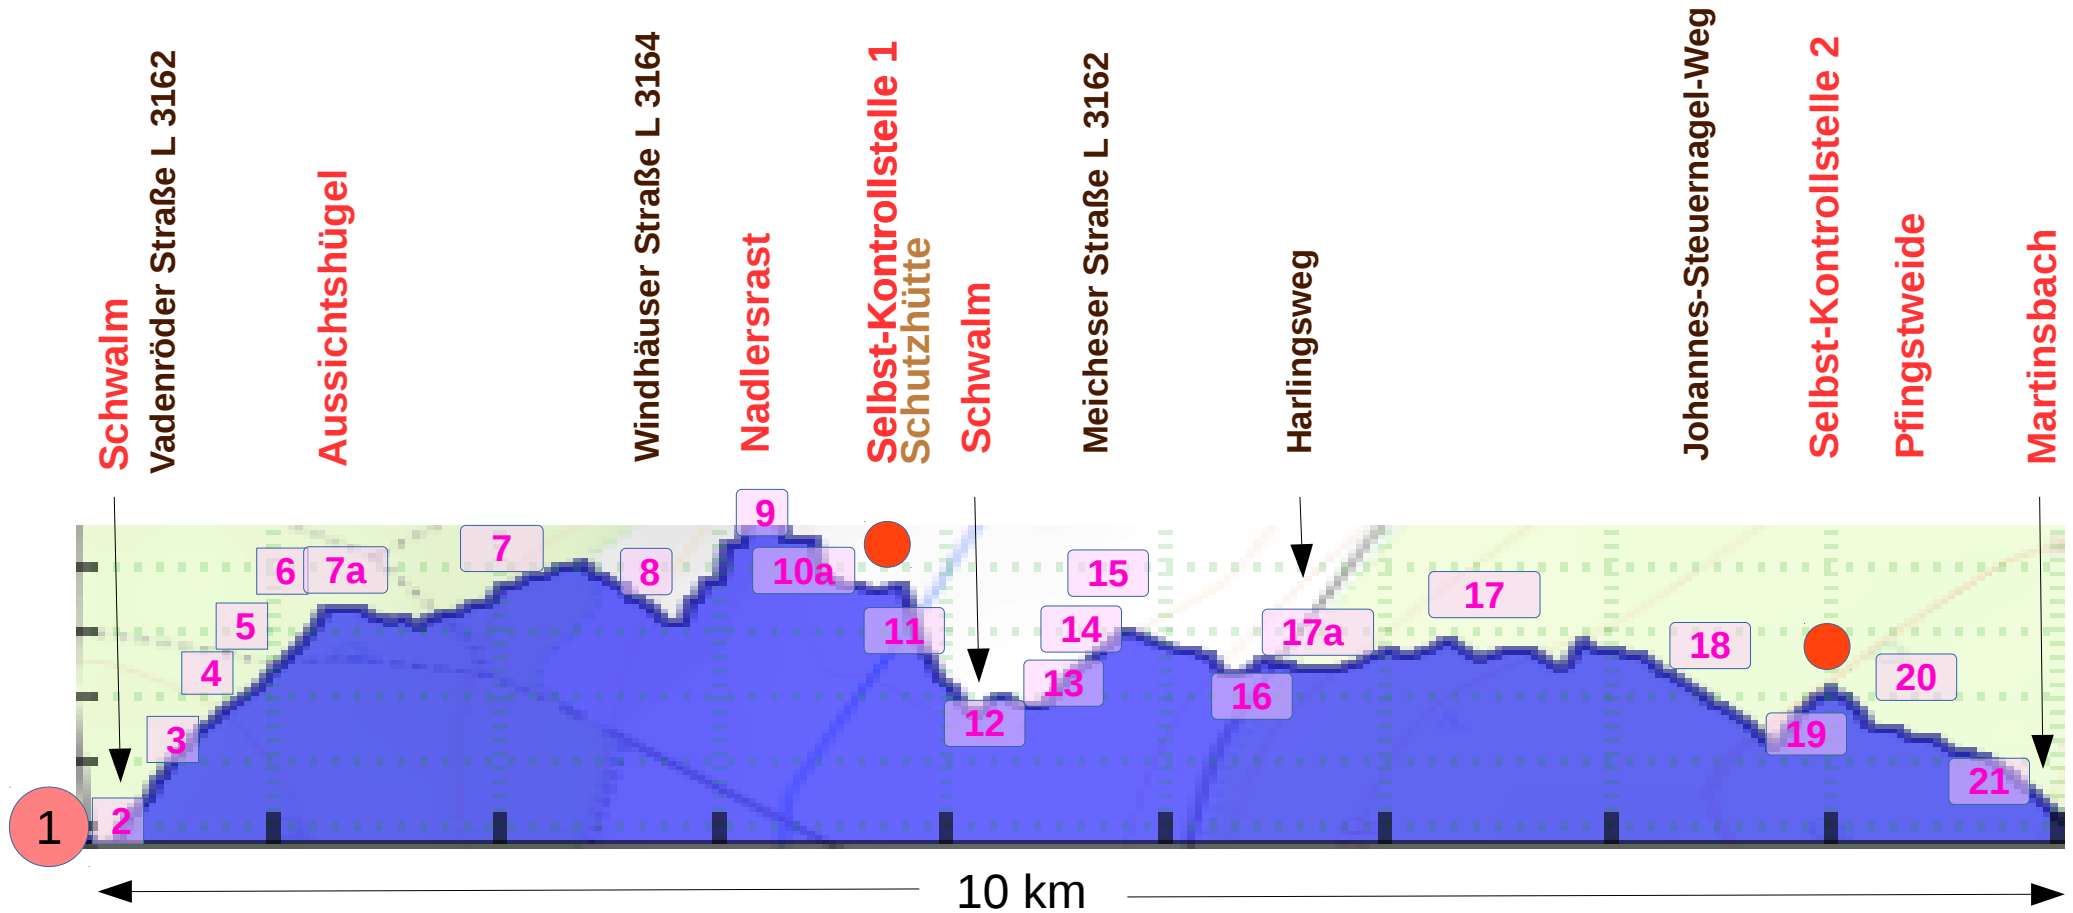 Schwalm
Vadenröder Straße L 3162
Aussichtshügel
Windhäuser Straße L 3164
Nadlersrast
Selbst-Kontrollstelle 1
Schutzhütte
Schwalm
Meicheser Straße L 3162
Harlingsweg
Johannes-Steuernagel-Weg
Selbst-Kontrollstelle 2
Pfingstweide
Martinsbach
1
2
3
4
5
6
7a
7
8
9
10a
11
12
13
14
15
16
17a
17
18
19
20
21
10 km